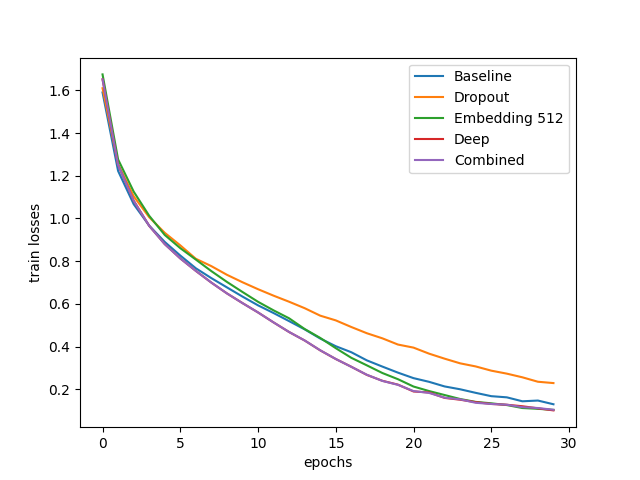 Baseline
Dropout
Embedding 512
Deep
Combined
train losses
1.6
1.4
1.2
1.0
0.8
0.6
0.4
0.2
0 5 10 15 20 25 30
epochs